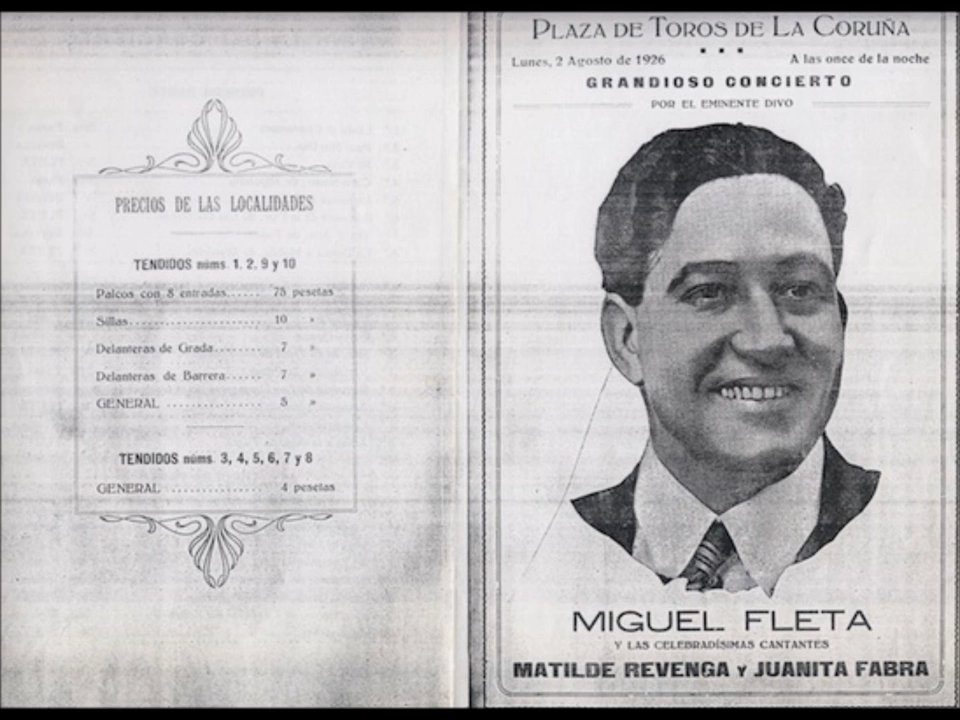 PRECIOS DE LAS LOCALIDADES
TENDIDOS núms. 1, 2, 9 y 10
Palcos con 8 entradas...... 75 pesetas
Sillas...................... 10 »
Delanteras de Grada....... 7 »
Delanteras de Barrera...... 7 »
GENERAL ............... 5 »
TENDIDOS núms. 3, 4, 5, 6, 7 y 8
GENERAL ............... 4 pesetas
PLAZA DE TOROS DE LA CORUÑA
Lunes, 2 Agosto de 1926 A las once de la noche
GRANDIOSO CONCIERTO
POR EL EMINENTE DIVO
MIGUEL FLETA
Y LAS CELEBRADÍSIMAS CANTANTES
MATILDE REVENGA Y JUANITA FABRA